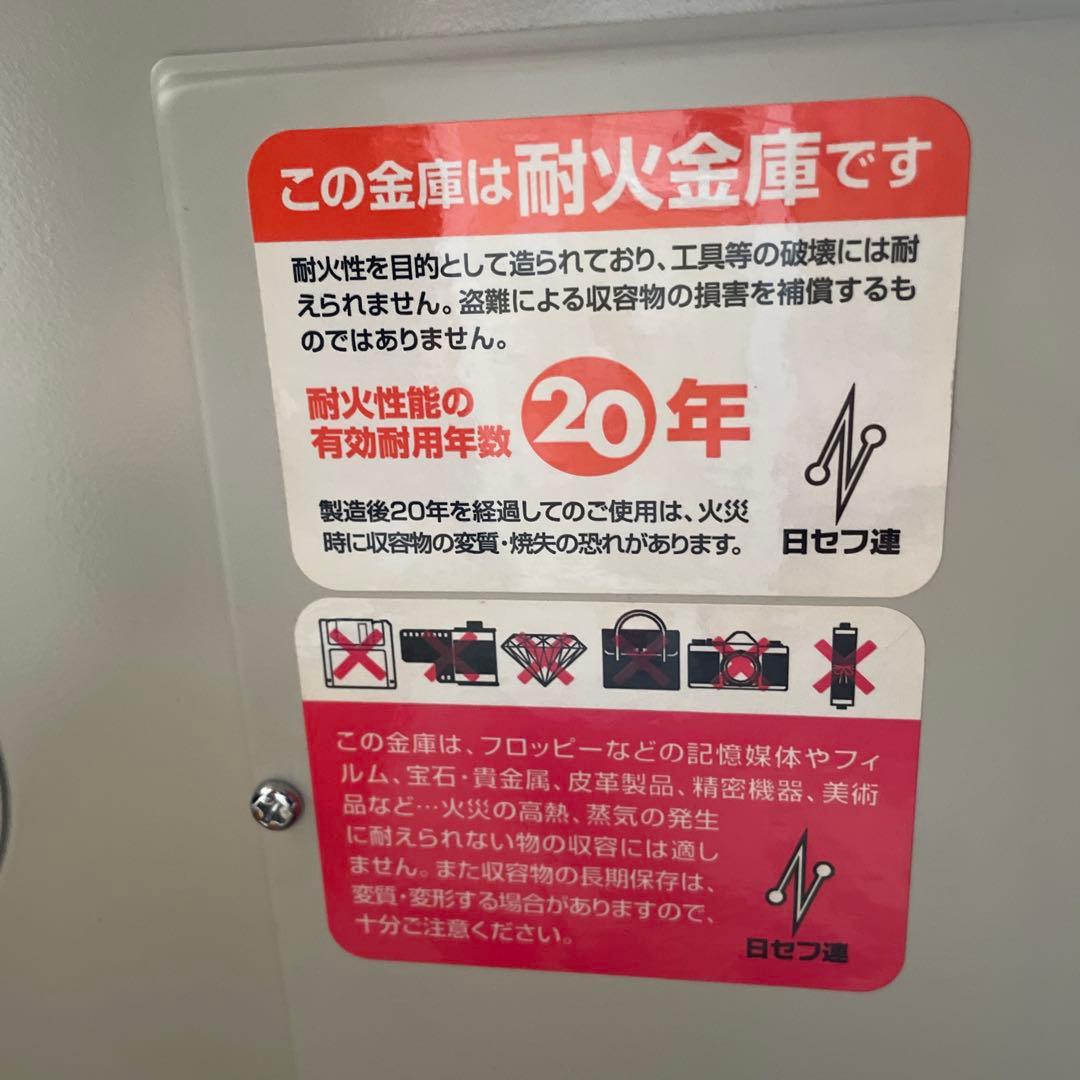 この金庫は耐火金庫です
耐火性を目的として造られており、工具等の破壊には耐
えられません。盗難による収容物の損害を補償するも
のではありません。
耐火性能の
有効耐用年数 20年
製造後20年を経過してのご使用は、火災
時に収容物の変質・焼失の恐れがあります。
日セフ連
この金庫は、フロッピーなどの記憶媒体やフィ
ルム、宝石・貴金属、皮革製品、精密機器、美術
品など…火災の高熱、蒸気の発生
に耐えられない物の収容には適し
ません。また収容物の長期保存は、
変質・変形する場合がありますので、
十分ご注意ください。
日セフ連